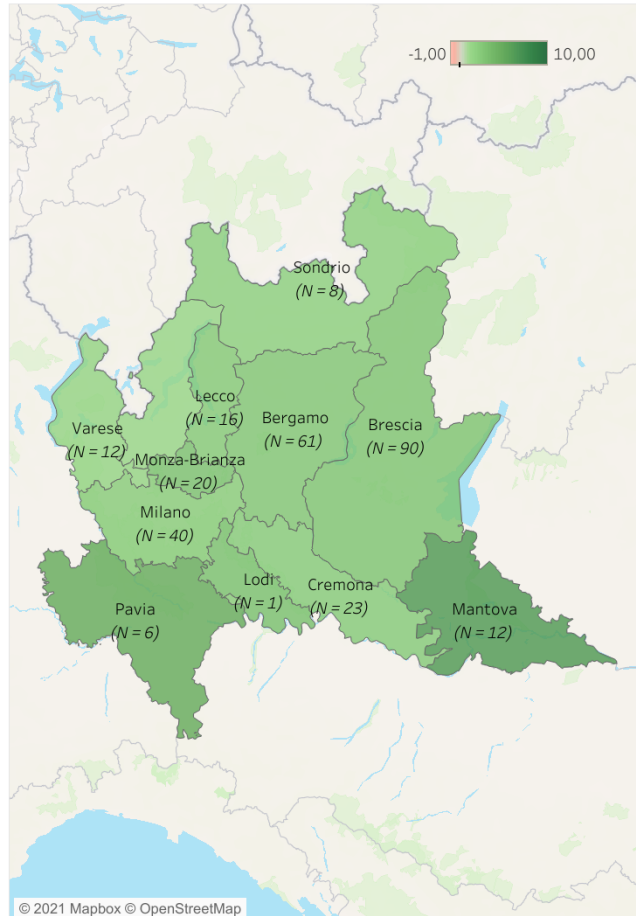 -1,00
10,00
Sondrio
(N = 8)
Lecco
(N = 16)
Varese
(N = 12)
Bergamo
(N = 61)
Brescia
(N = 90)
Monza-Brianza
(N = 20)
Milano
(N = 40)
Lodi
(N = 1)
Cremona
(N = 23)
Pavia
(N = 6)
Mantova
(N = 12)
© 2021 Mapbox © OpenStreetMap